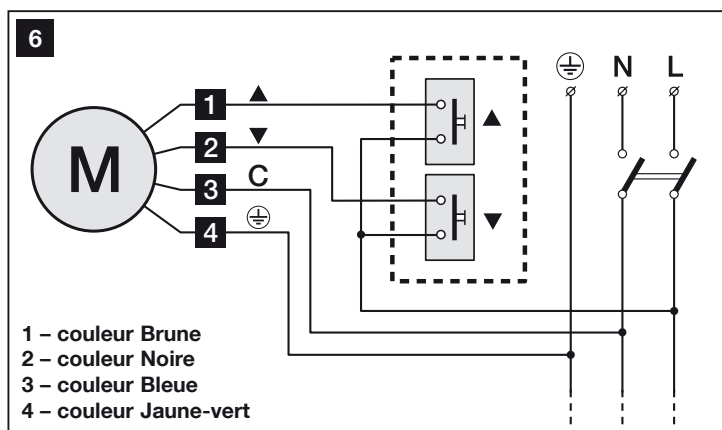 6
N L
1 ▲
▲
2 ▼
M
3 C
▼
4
1 – couleur Brune
2 – couleur Noire
3 – couleur Bleue
4 – couleur Jaune-vert